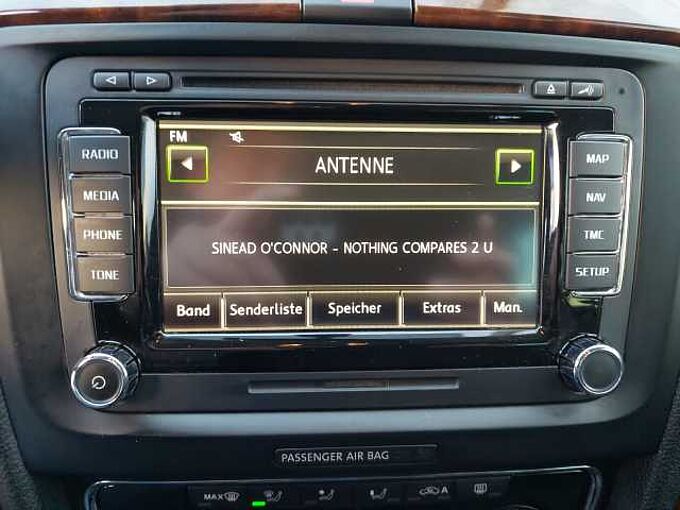 RADIO
MEDIA
PHONE
TONE
FM
ANTENNE
SINEAD O'CONNOR - NOTHING COMPARES 2 U
Band Senderliste Speicher Extras Man.
MAP
NAV
TMC
SETUP
PASSENGER AIR BAG
MAX
A